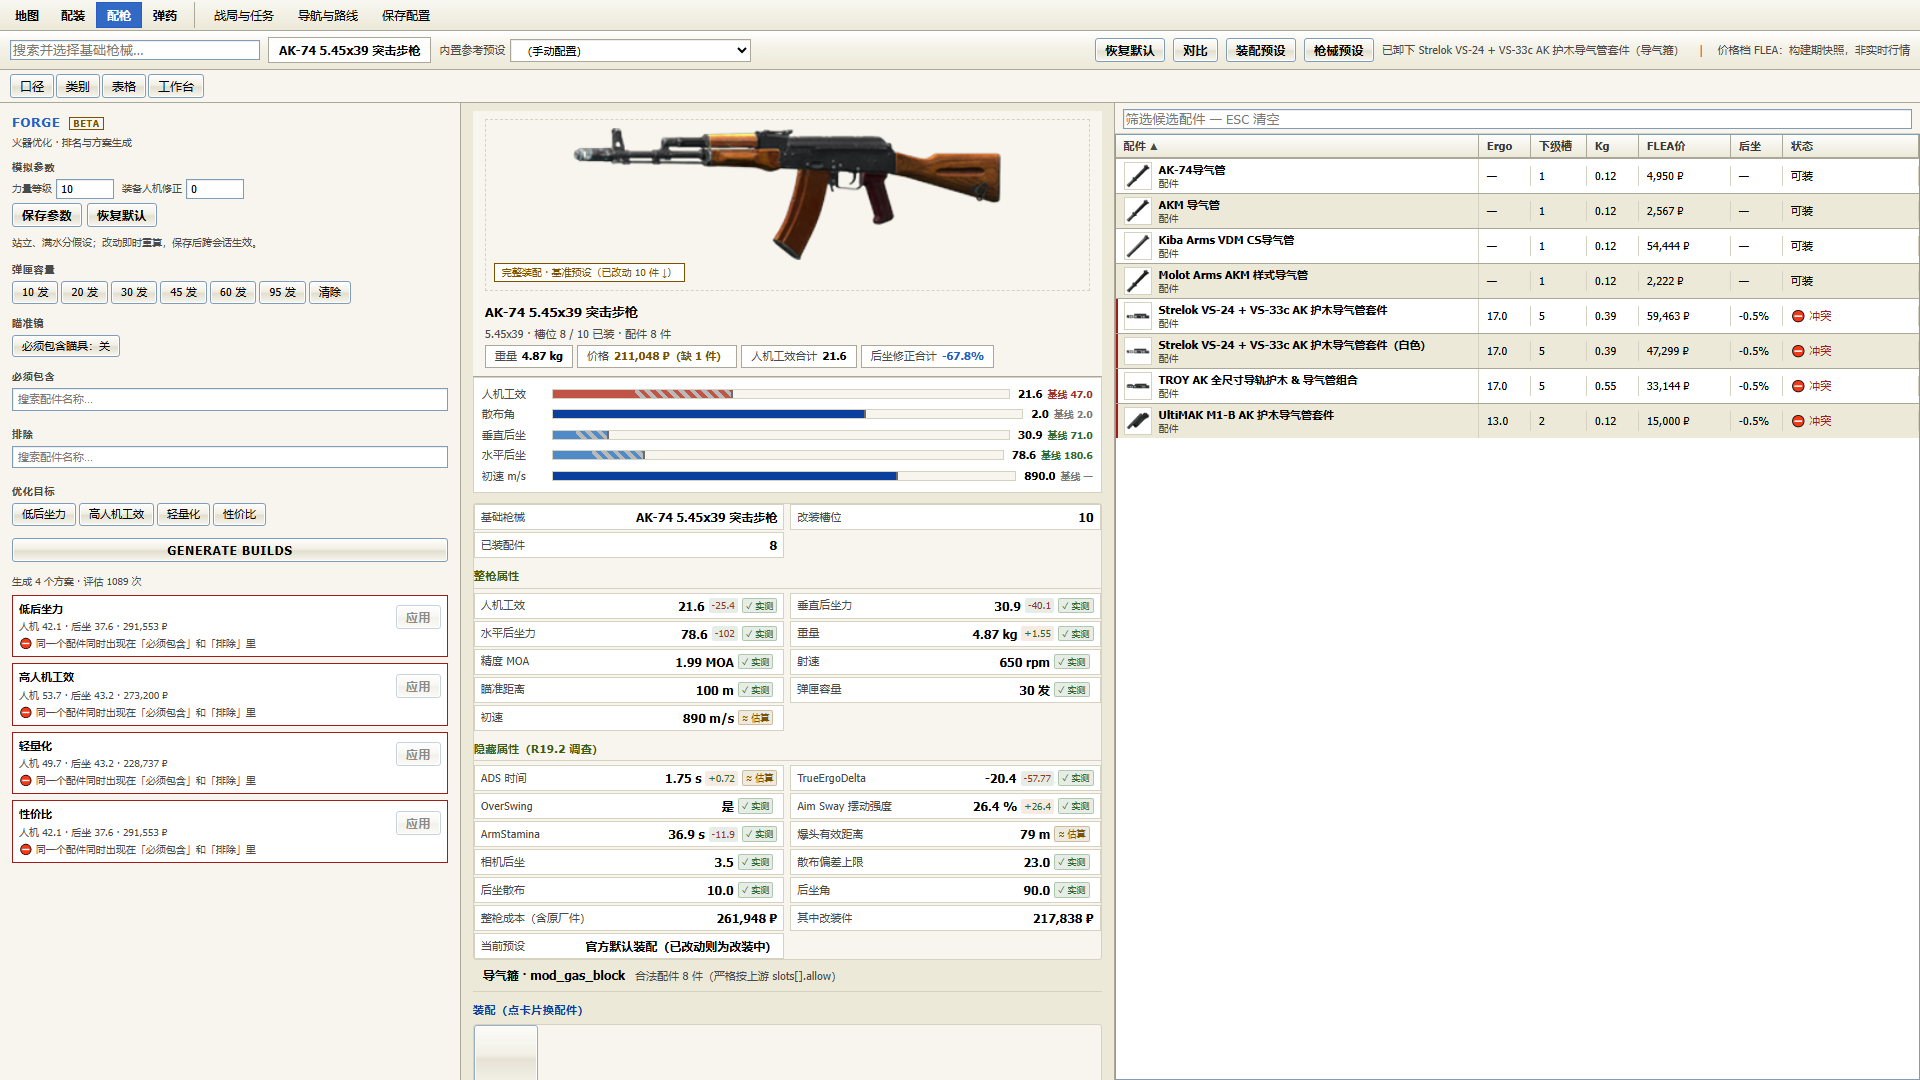 地图 配装 配枪 弹药 战局与任务 导航与路线 保存配置
搜索并选择基础枪械... AK-74 5.45x39 突击步枪 内置参考预设 (手动配置) 恢复默认 对比 装配预设 枪械预设 已卸下 Strelok VS-24 + VS-33c AK 护木导气管套件（导气箍） | 价格档 FLEA：构建期快照，非实时行情
口径 类别 表格 工作台
FORGE BETA
火器优化 · 排名与方案生成
模拟参数
力量等级 10 装备人机修正 0
保存参数 恢复默认
站立、满水分假设；改动即时重算，保存后跨会话生效。
弹匣容量
10 发 20 发 30 发 45 发 60 发 95 发 清除
瞄准镜
必须包含瞄具：关
必须包含
搜索配件名称...
排除
搜索配件名称...
优化目标
低后坐力 高人机工效 轻量化 性价比
GENERATE BUILDS
生成 4 个方案 · 评估 1089 次
低后坐力 应用
人机 42.1 · 后坐 37.6 · 291,553 ₽
同一个配件同时出现在「必须包含」和「排除」里
高人机工效 应用
人机 53.7 · 后坐 43.2 · 273,200 ₽
同一个配件同时出现在「必须包含」和「排除」里
轻量化 应用
人机 49.7 · 后坐 43.2 · 228,737 ₽
同一个配件同时出现在「必须包含」和「排除」里
性价比 应用
人机 42.1 · 后坐 37.6 · 291,553 ₽
同一个配件同时出现在「必须包含」和「排除」里
完整装配 · 基准预设（已改动 10 件 ↓）
AK-74 5.45x39 突击步枪
5.45x39 · 槽位 8 / 10 已装 · 配件 8 件
重量 4.87 kg 价格 211,048 ₽（缺 1 件） 人机工效合计 21.6 后坐修正合计 -67.8%
人机工效 21.6 基线 47.0
散布角 2.0 基线 2.0
垂直后坐 30.9 基线 71.0
水平后坐 78.6 基线 180.6
初速 m/s 890.0 基线 —
基础枪械 AK-74 5.45x39 突击步枪 改装槽位 10
已装配件 8
整枪属性
人机工效 21.6 -25.4 ✓ 实测 垂直后坐力 30.9 -40.1 ✓ 实测
水平后坐力 78.6 -102 ✓ 实测 重量 4.87 kg +1.55 ✓ 实测
精度 MOA 1.99 MOA ✓ 实测 射速 650 rpm ✓ 实测
瞄准距离 100 m ✓ 实测 弹匣容量 30 发 ✓ 实测
初速 890 m/s ≈ 估算
隐藏属性（R19.2 调查）
ADS 时间 1.75 s +0.72 ≈ 估算 TrueErgoDelta -20.4 -57.77 ✓ 实测
OverSwing 是 ✓ 实测 Aim Sway 摆动强度 26.4 % +26.4 ✓ 实测
ArmStamina 36.9 s -11.9 ✓ 实测 爆头有效距离 79 m ≈ 估算
相机后坐 3.5 ✓ 实测 散布偏差上限 23.0 ✓ 实测
后坐散布 10.0 ✓ 实测 后坐角 90.0 ✓ 实测
整枪成本（含原厂件） 261,948 ₽ 其中改装件 217,838 ₽
当前预设 官方默认装配（已改动则为改装中）
导气箍 · mod_gas_block 合法配件 8 件（严格按上游 slots[].allow）
装配（点卡片换配件）
筛选候选配件 — ESC 清空
配件 ▲ Ergo 下级槽 Kg FLEA价 后坐 状态
AK-74导气管 — 1 0.12 4,950 ₽ — 可装
配件
AKM 导气管 — 1 0.12 2,567 ₽ — 可装
配件
Kiba Arms VDM CS导气管 — 1 0.12 54,444 ₽ — 可装
配件
Molot Arms AKM 样式导气管 — 1 0.12 2,222 ₽ — 可装
配件
Strelok VS-24 + VS-33c AK 护木导气管套件 17.0 5 0.39 59,463 ₽ -0.5% 冲突
配件
Strelok VS-24 + VS-33c AK 护木导气管套件（白色） 17.0 5 0.39 47,299 ₽ -0.5% 冲突
配件
TROY AK 全尺寸导轨护木 & 导气管组合 17.0 5 0.55 33,144 ₽ -0.5% 冲突
配件
UltiMAK M1-B AK 护木导气管套件 13.0 2 0.12 15,000 ₽ -0.5% 冲突
配件